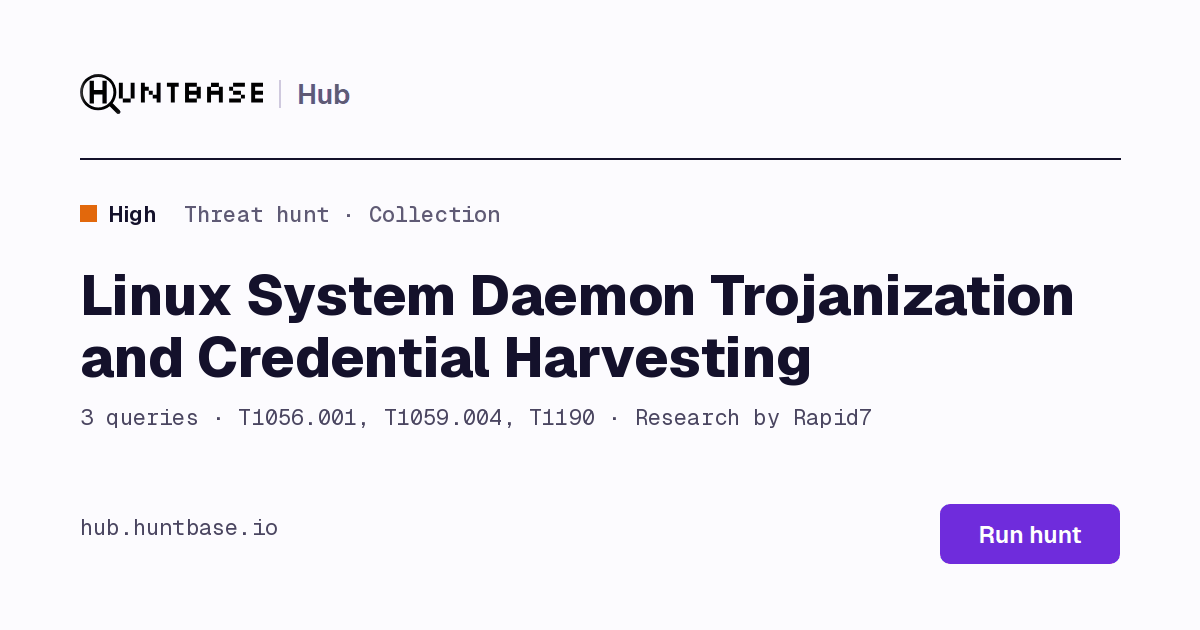 HUNTBASE Hub
High Threat hunt · Collection
Linux System Daemon Trojanization
and Credential Harvesting
3 queries · T1056.001, T1059.004, T1190 · Research by Rapid7
hub.huntbase.io
Run hunt